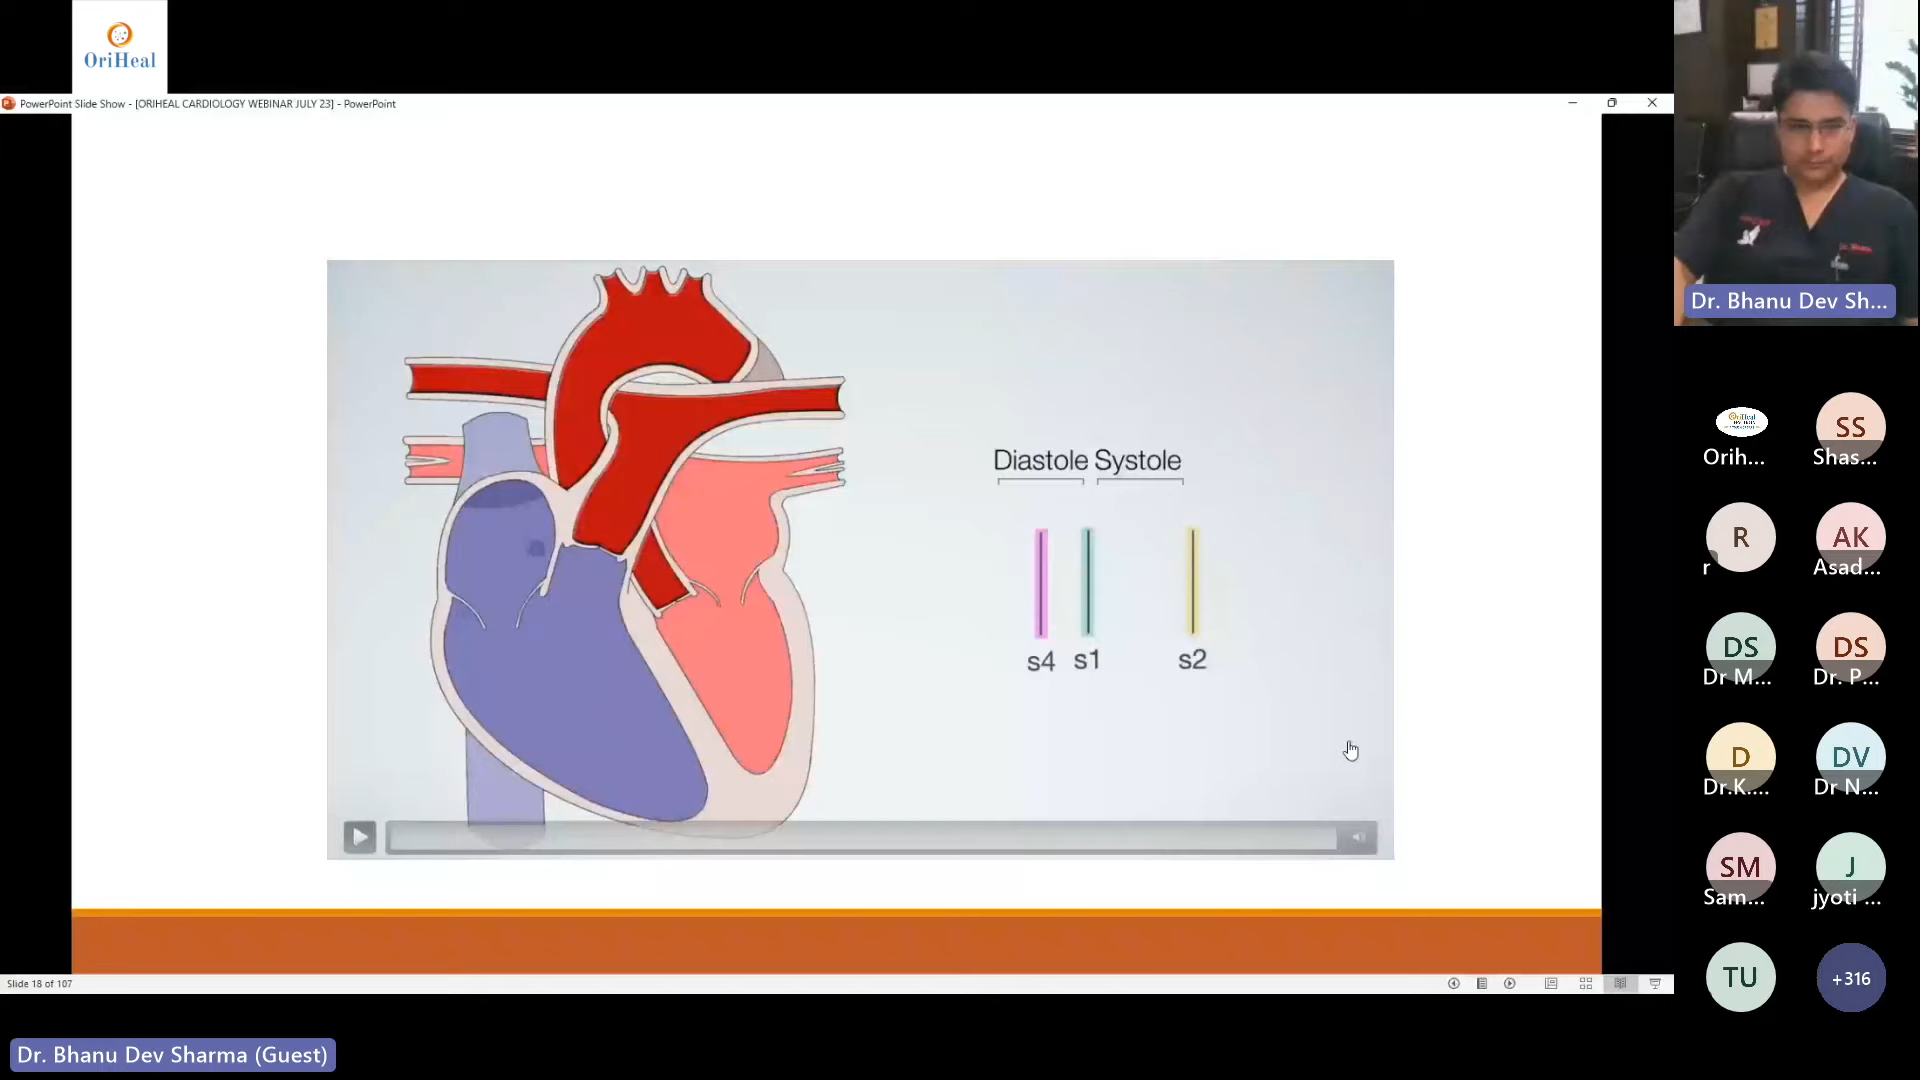 OriHeal
PowerPoint Slide Show - [ORIHEAL CARDIOLOGY WEBINAR JULY 23] - PowerPoint
Dr. Bhanu Dev Sh...
Diastole Systole
s4 s1 s2
Orih...
SS
Shas...
R
r
AK
Asad...
DS
Dr M...
DS
Dr. P...
D
Dr.K....
DV
Dr N...
SM
Sam...
J
jyoti ...
TU
+316
Slide 18 of 107
Dr. Bhanu Dev Sharma (Guest)